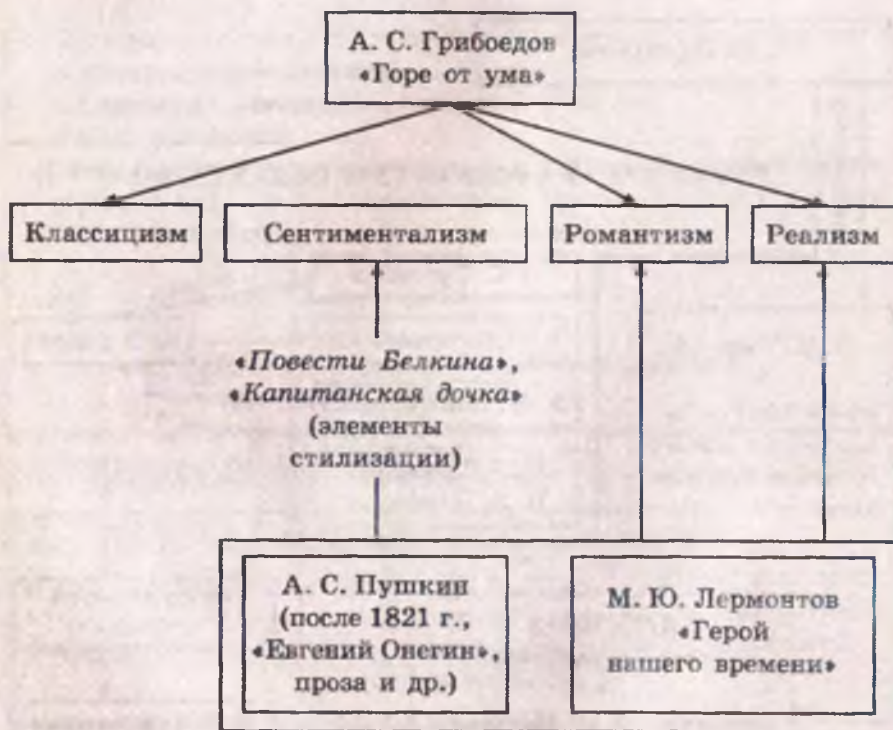 А. С. Грибоедов
«Горе от ума»
Классицизм
Сентиментализм
Романтизм
Реализм
«Повести Белкина»,
«Капитанская дочка»
(элементы
стилизации)
А. С. Пушкин
(после 1821 г.,
«Евгений Онегин»,
проза и др.)
М. Ю. Лермонтов
«Герой
нашего времени»